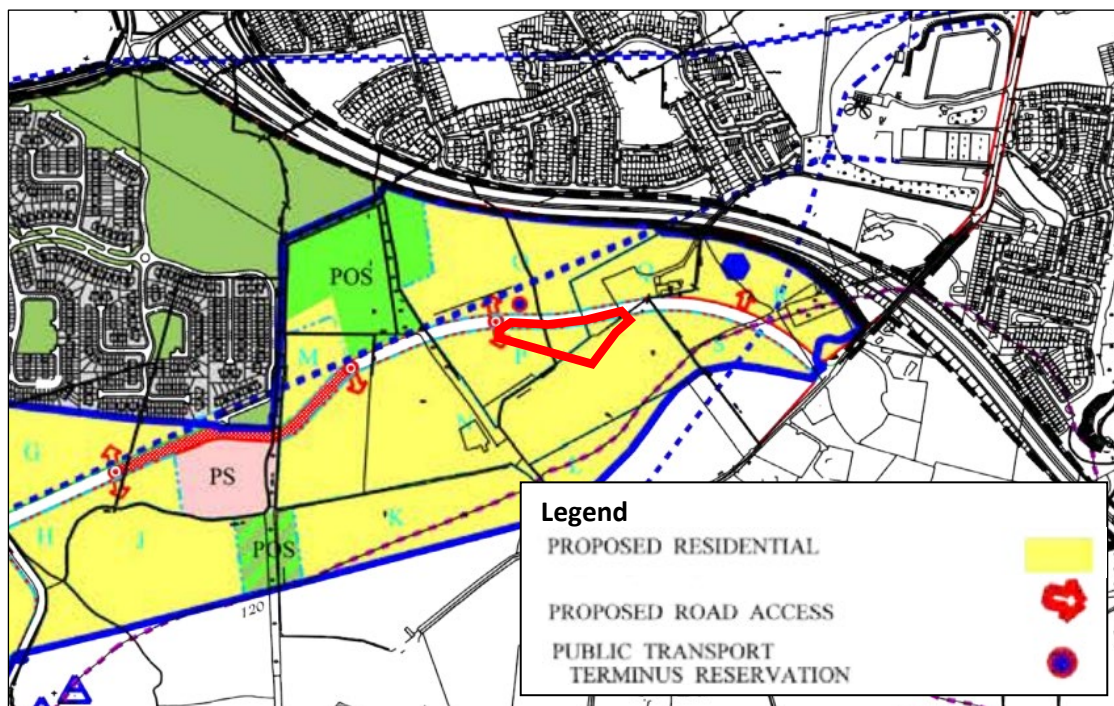 POS
O
Q
R
M
P
S
N
G
PS
L
K
H
J
POS
120
Legend
PROPOSED RESIDENTIAL
PROPOSED ROAD ACCESS
PUBLIC TRANSPORT
TERMINUS RESERVATION